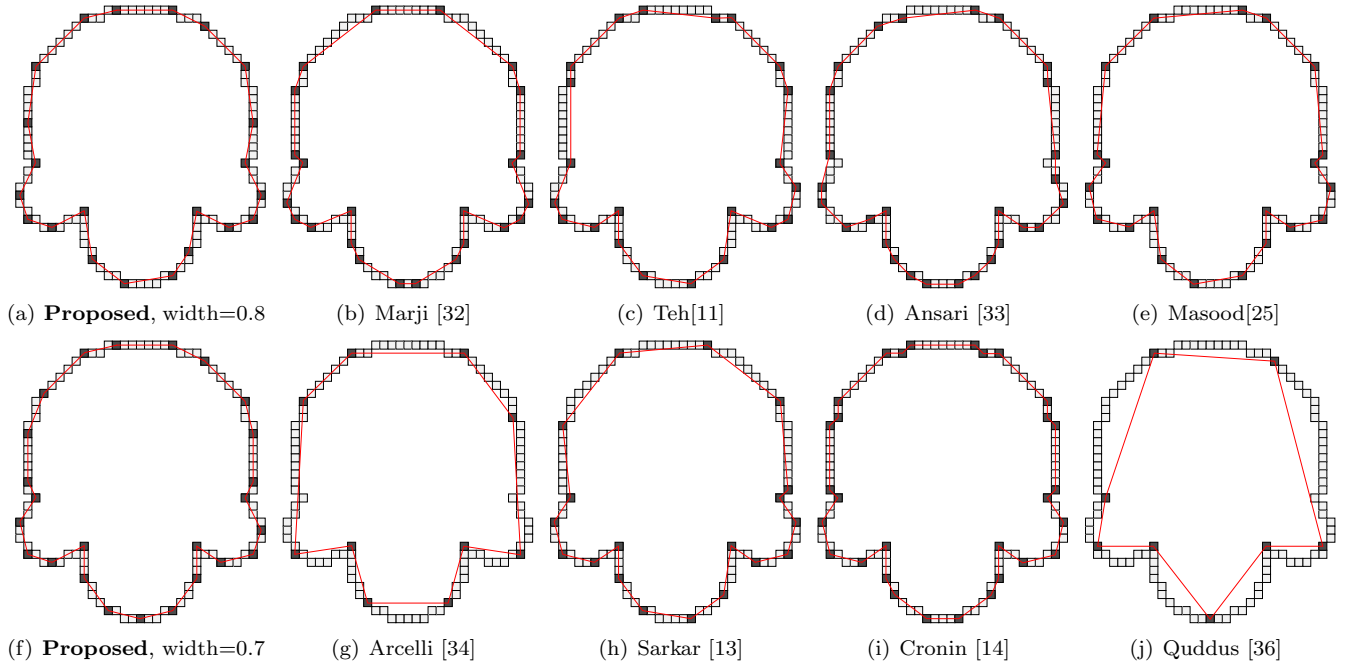 (a) Proposed, width=0.8
(b) Marji [32]
(c) Teh[11]
(d) Ansari [33]
(e) Masood[25]
(f) Proposed, width=0.7
(g) Arcelli [34]
(h) Sarkar [13]
(i) Cronin [14]
(j) Quddus [36]